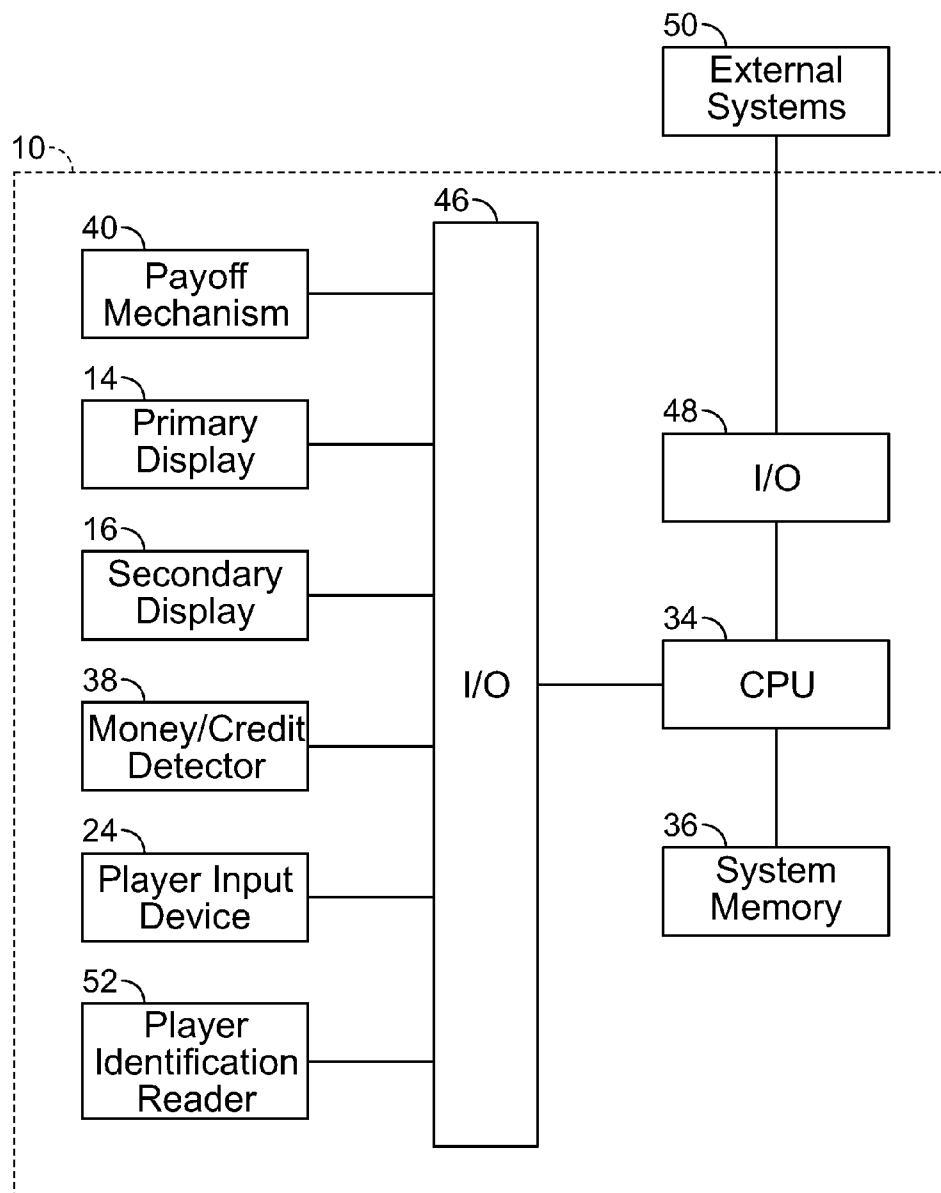 50
External
Systems
10
46
40
Payoff
Mechanism
14
Primary
Display
48
I/O
16
Secondary
Display
34
CPU
I/O
38
Money/Credit
Detector
24
Player Input
Device
36
System
Memory
52
Player
Identification
Reader